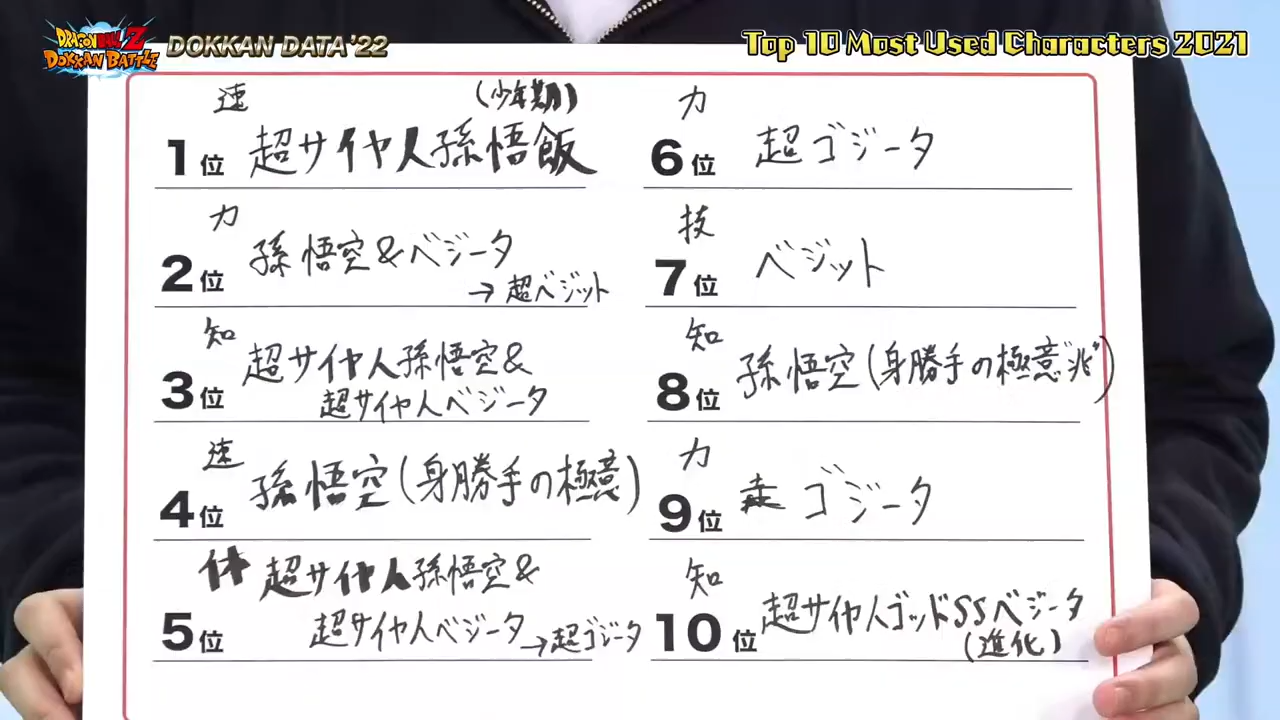 DRAGON BALL Z
DOKKAN BATTLE
DOKKAN DATA '22
Top 10 Most Used Characters 2021
速
(少年期)
1位 超サイヤ人孫悟飯
力
2位 孫悟空&ベジータ
→超ベジット
知
3位 超サイヤ人孫悟空&
超サイヤ人ベジータ
速
4位 孫悟空(身勝手の極意)
体 超サイヤ人孫悟空&
5位 超サイヤ人ベジータ→超ゴジータ
力
6位 超ゴジータ
技
7位 ベジット
知
8位 孫悟空(身勝手の極意"兆")
力
9位 ゴジータ
知
10位 超サイヤ人ゴッドSSベジータ
(進化)